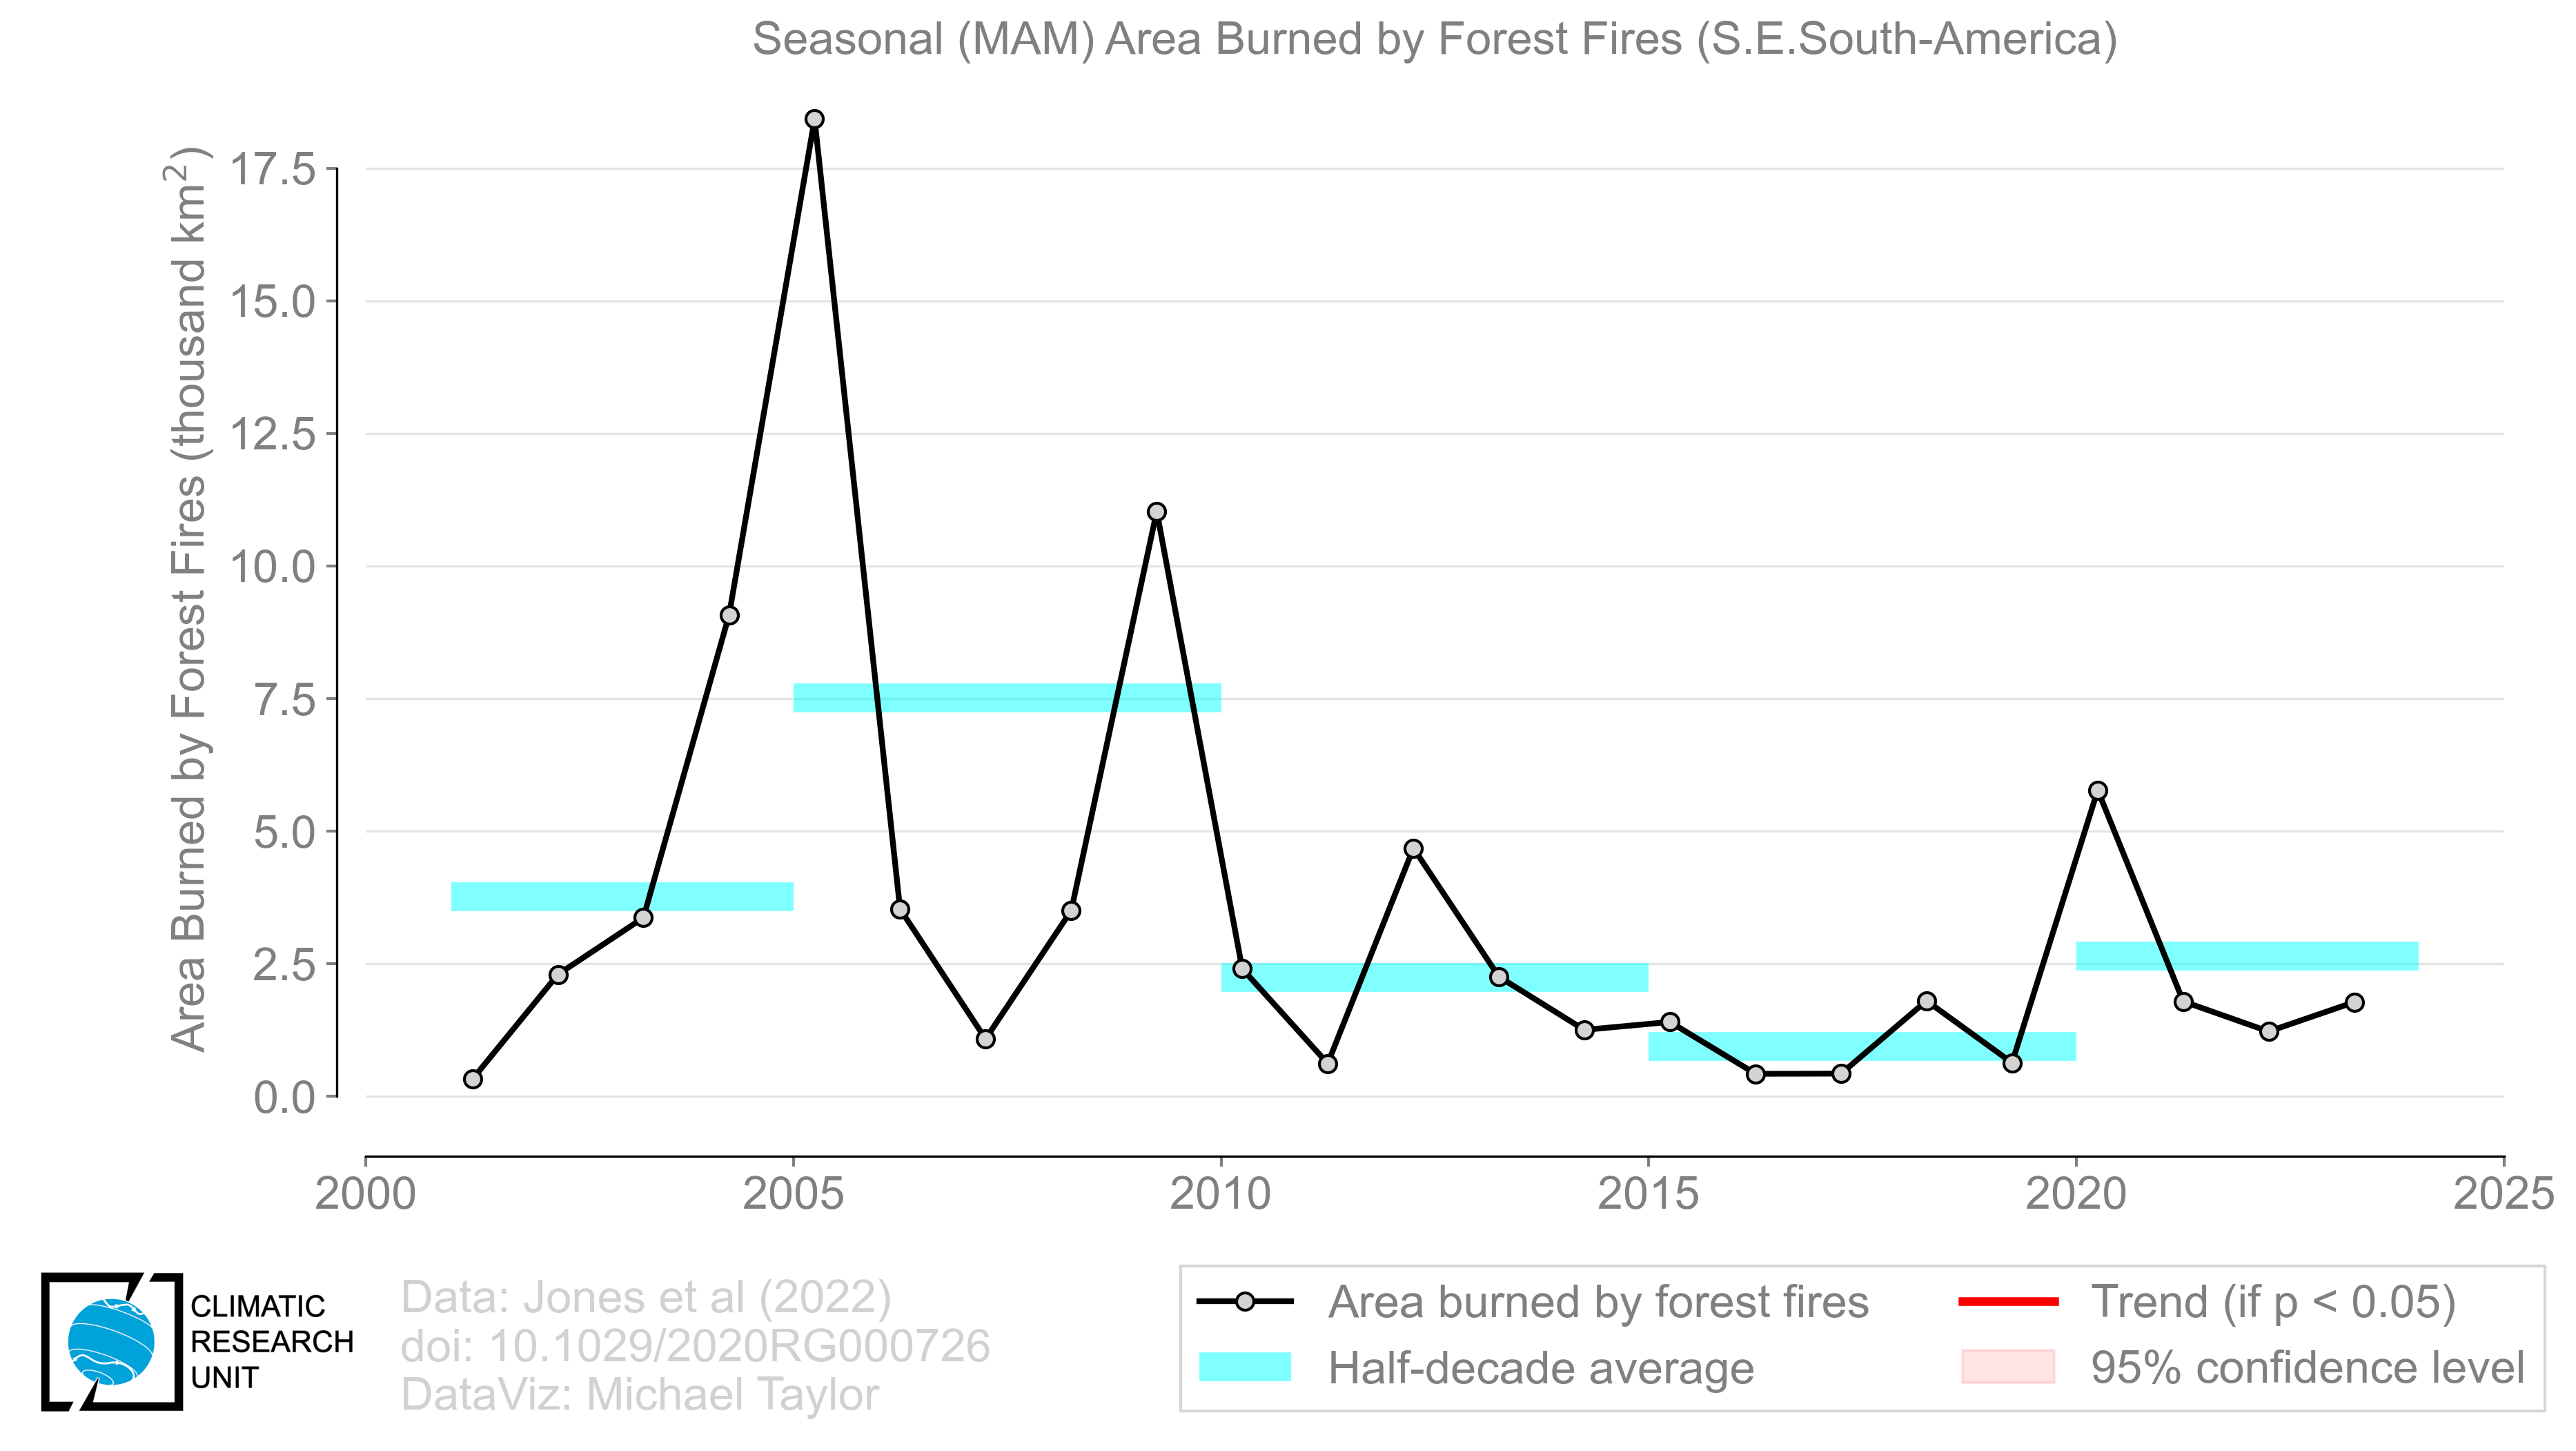 Seasonal (MAM) Area Burned by Forest Fires (S.E.South-America)
Area Burned by Forest Fires (thousand km²)
17.5
15.0
12.5
10.0
7.5
5.0
2.5
0.0
2000
2005
2010
2015
2020
2025
CLIMATIC
RESEARCH
UNIT
Data: Jones et al (2022)
doi: 10.1029/2020RG000726
DataViz: Michael Taylor
Area burned by forest fires
Half-decade average
Trend (if p < 0.05)
95% confidence level